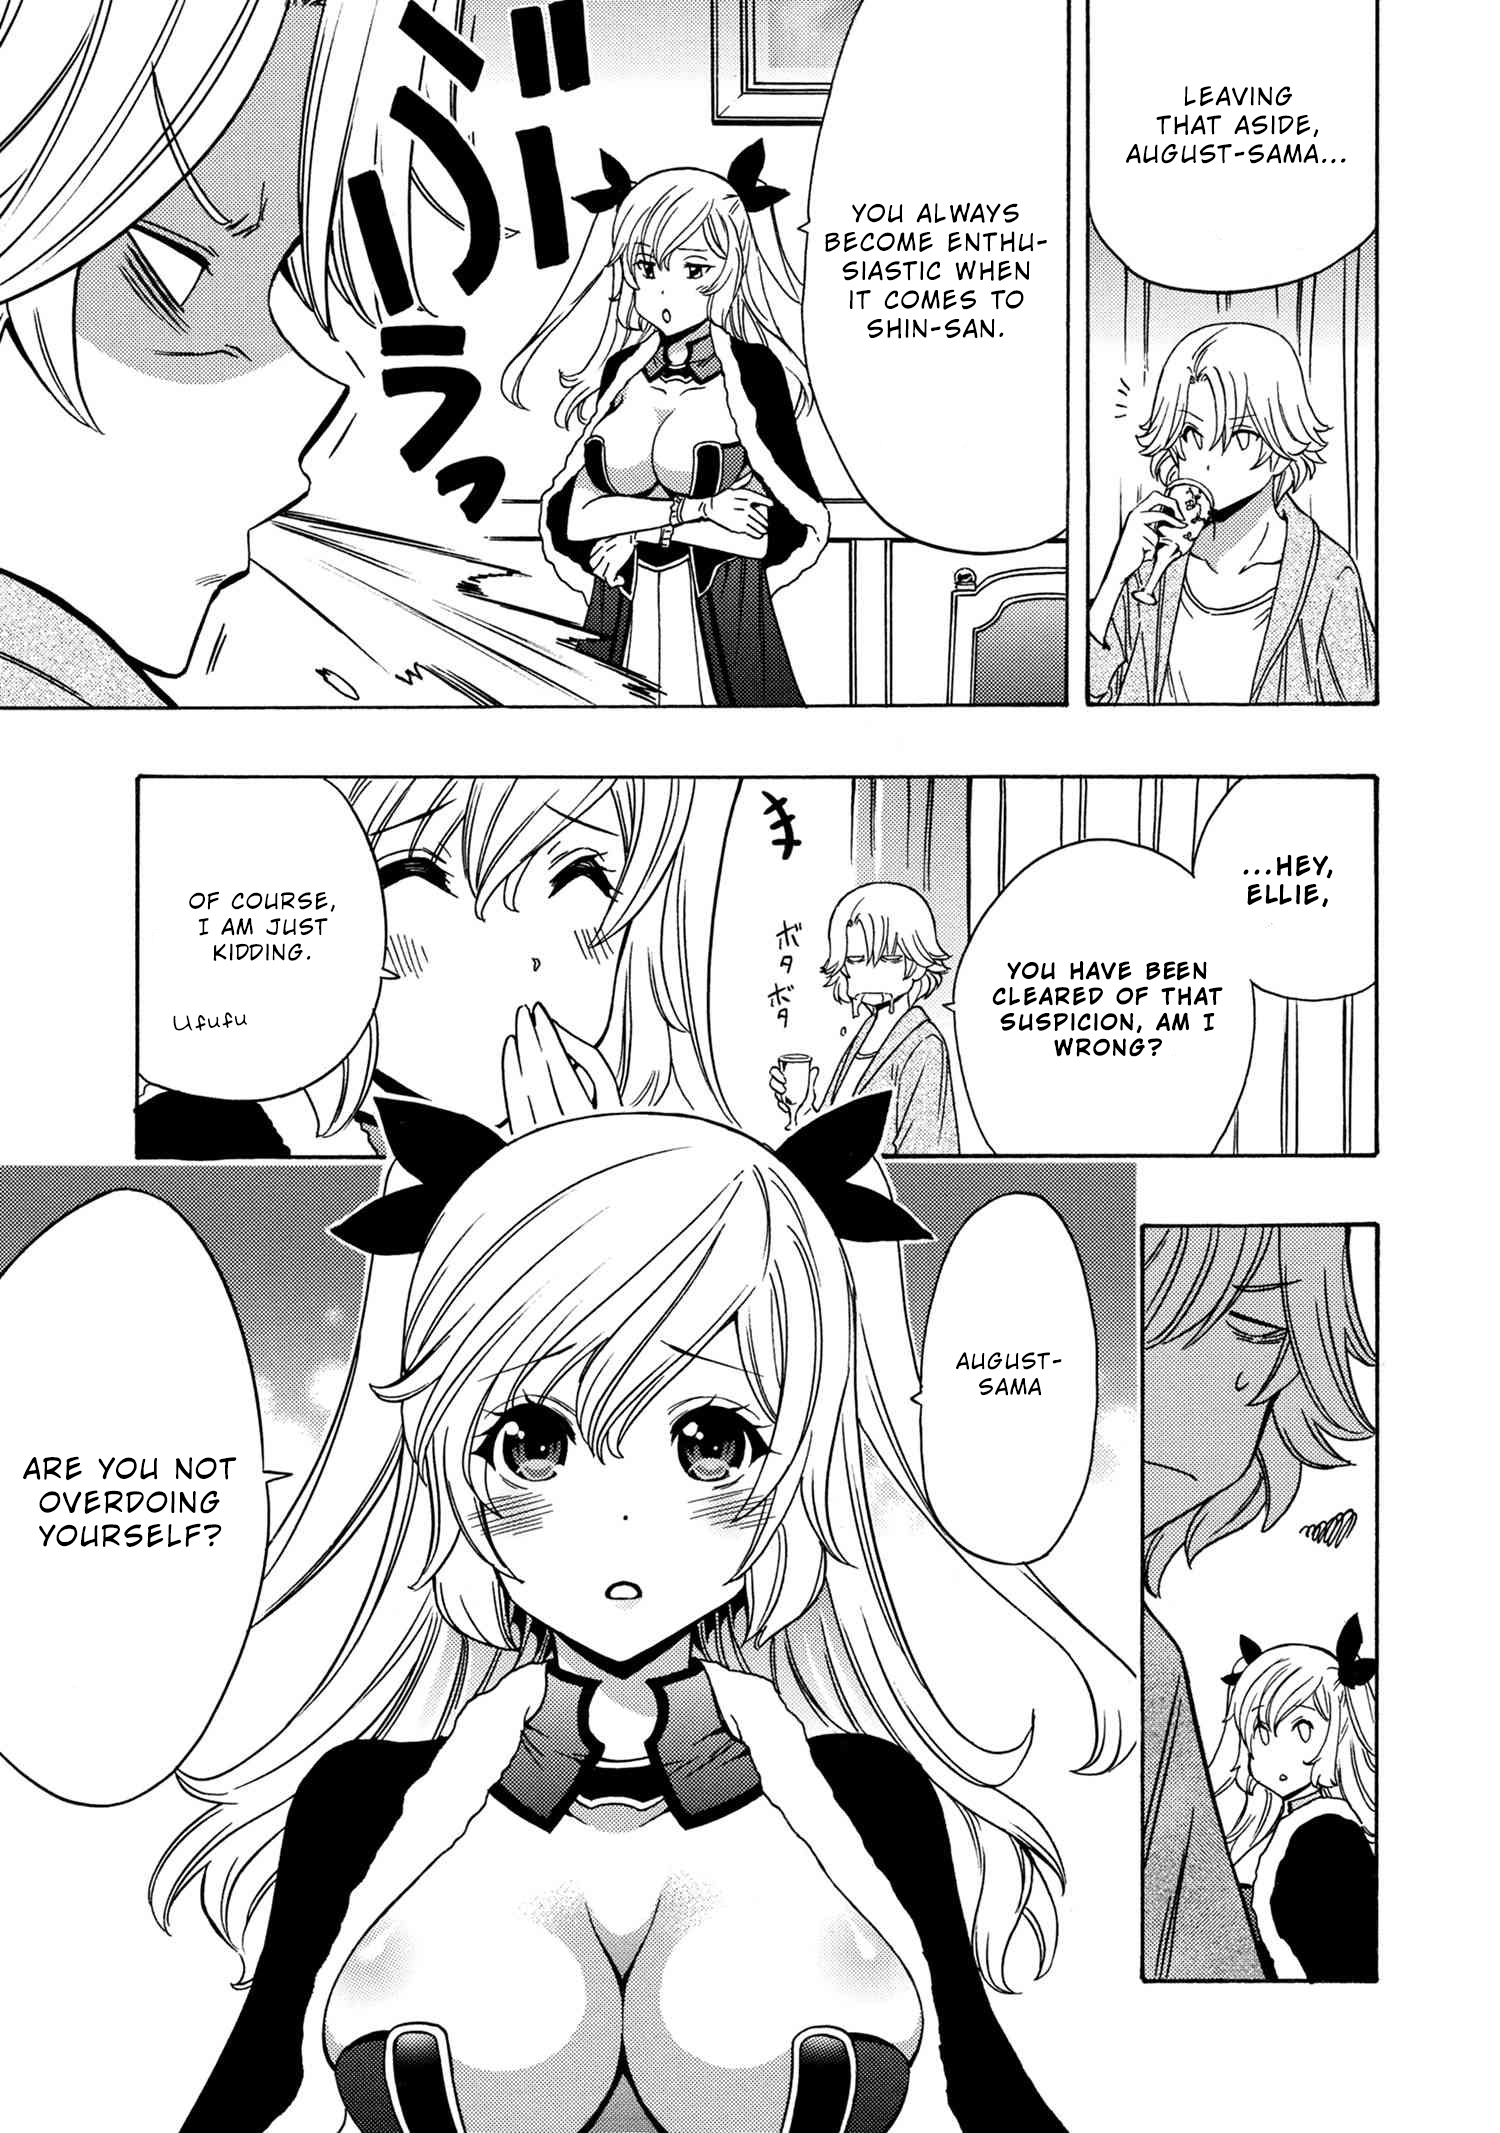 LEAVING
THAT ASIDE,
AUGUST-SAMA...
YOU ALWAYS
BECOME ENTHU-
SIASTIC WHEN
IT COMES TO
SHIN-SAN.
ブーーラっ
...HEY,
ELLIE,
YOU HAVE BEEN
CLEARED OF THAT
SUSPICION, AM I
WRONG?
ボタ
ボタ
OF COURSE,
I AM JUST
KIDDING.
Ufufu
AUGUST-
SAMA
ARE YOU NOT
OVERDOING
YOURSELF?